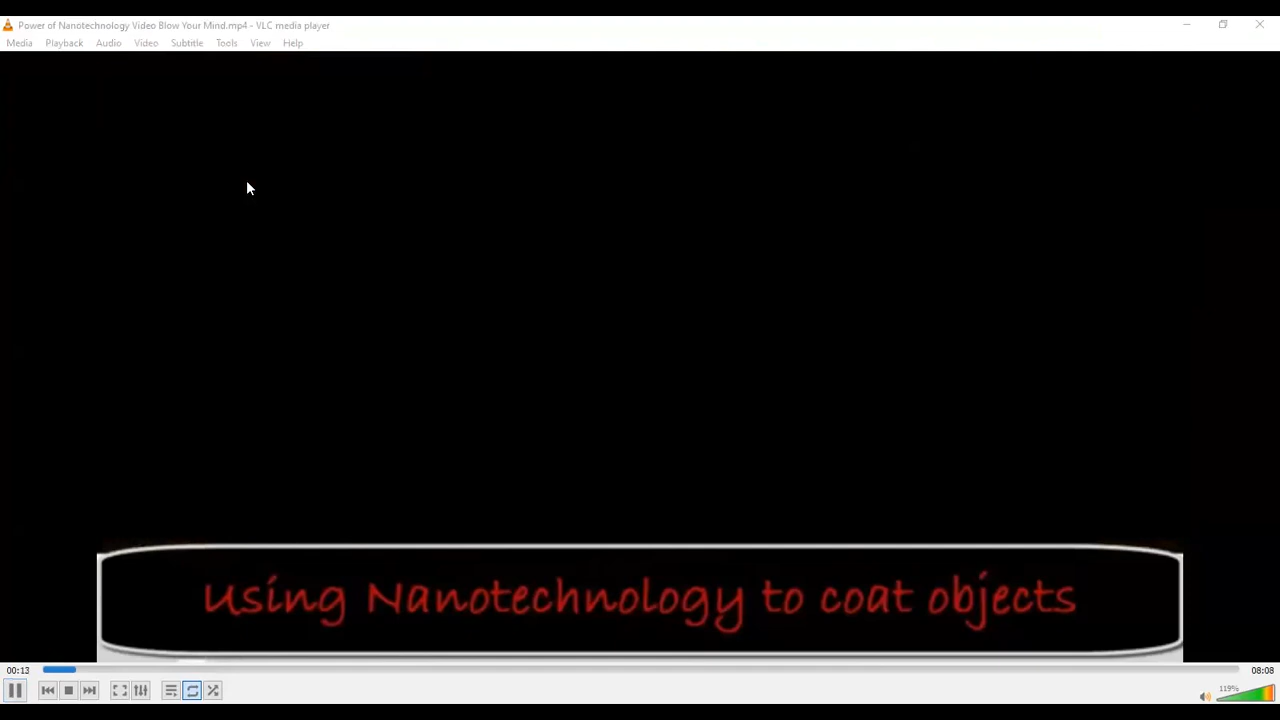 Power of Nanotechnology Video Blow Your Mind.mp4 - VLC media player
Media Playback Audio Video Subtitle Tools View Help
Using Nanotechnology to coat objects
00:13 08:08
119%